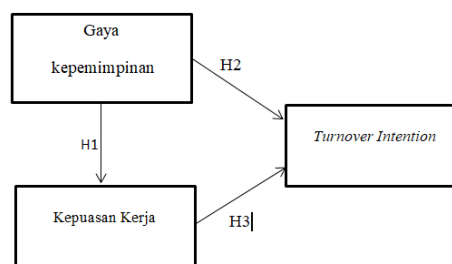 Gaya
kepemimpinan
H2
Turnover Intention
H1
Kepuasan Kerja
H3